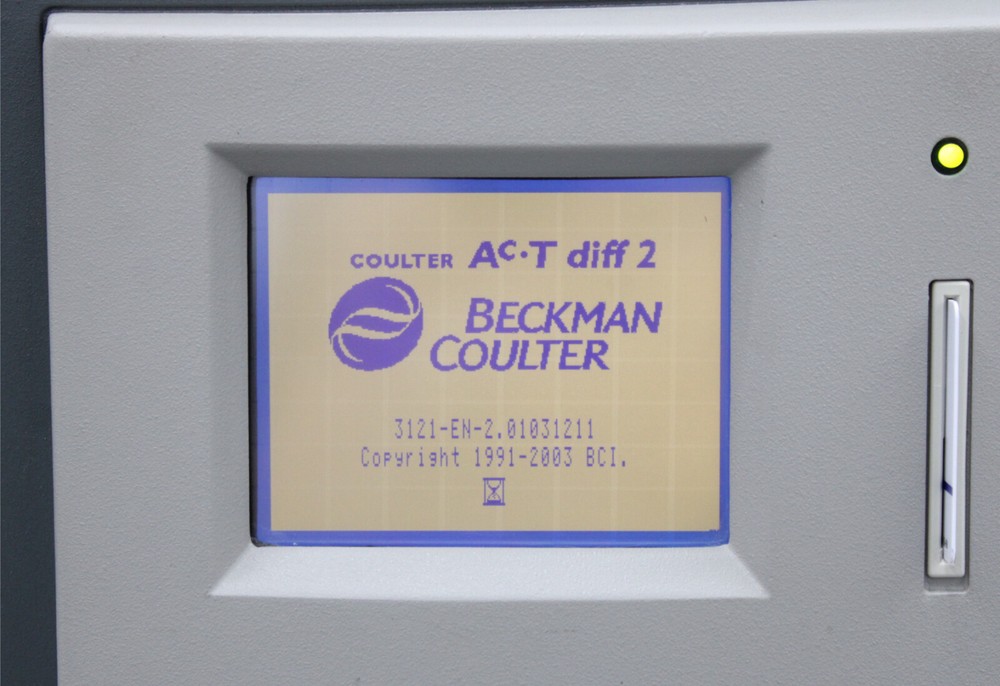 COULTER Ac·T diff 2
BECKMAN
COULTER
3121-EN-2.01031211
Copyright 1991-2003 BCI.